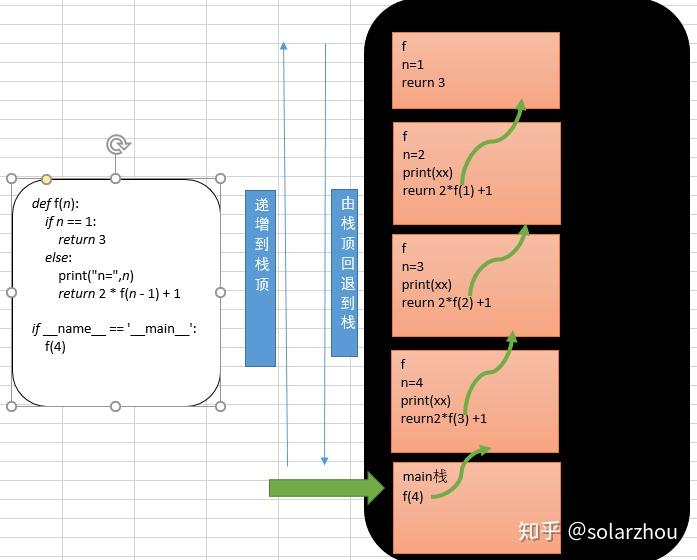 def f(n):
if n == 1:
return 3
else:
print("n=",n)
return 2 * f(n - 1) + 1
if __name__ == '__main__':
f(4)
递增到栈顶
由栈顶回退到栈
f
n=1
reurn 3
f
n=2
print(xx)
reurn 2*f(1) +1
f
n=3
print(xx)
reurn 2*f(2) +1
f
n=4
print(xx)
reurn2*f(3) +1
main栈
f(4)
知乎 @solarzhou